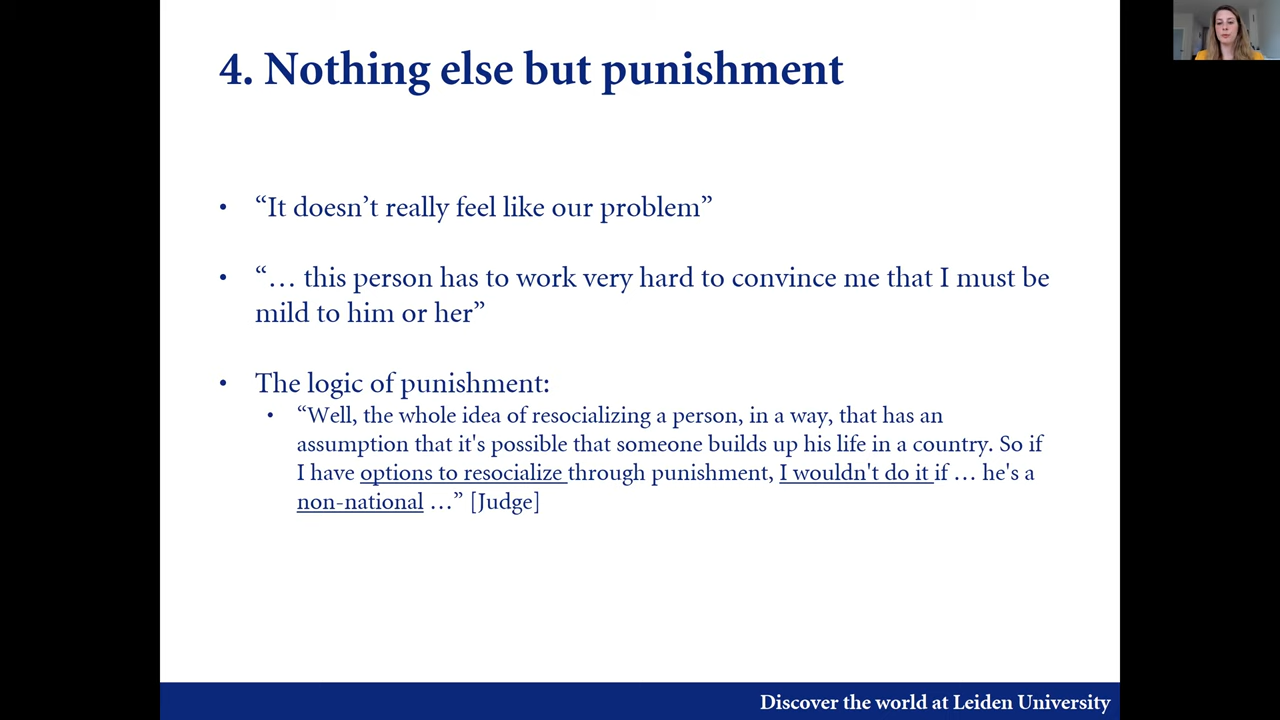 4. Nothing else but punishment
• “It doesn’t really feel like our problem”
• “… this person has to work very hard to convince me that I must be
mild to him or her”
• The logic of punishment:
• “Well, the whole idea of resocializing a person, in a way, that has an
assumption that it's possible that someone builds up his life in a country. So if
I have options to resocialize through punishment, I wouldn't do it if … he's a
non-national …” [Judge]
Discover the world at Leiden University